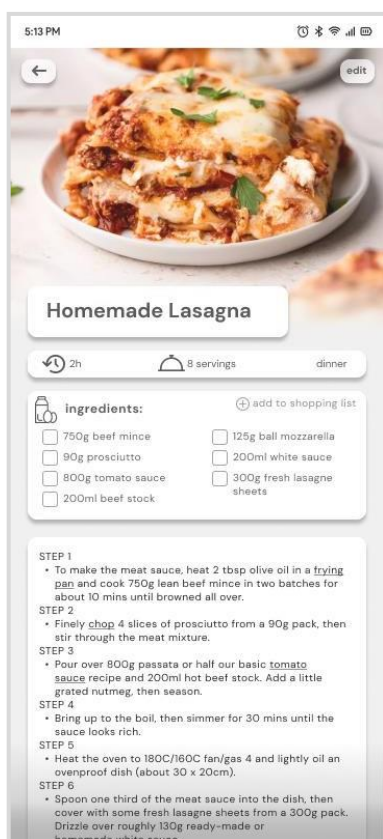 5:13 PM
edit
Homemade Lasagna
2h
8 servings
dinner
ingredients:
add to shopping list
750g beef mince
90g prosciutto
800g tomato sauce
200ml beef stock
125g ball mozzarella
200ml white sauce
300g fresh lasagne
sheets
STEP 1
• To make the meat sauce, heat 2 tbsp olive oil in a frying
pan and cook 750g lean beef mince in two batches for
about 10 mins until browned all over.
STEP 2
• Finely chop 4 slices of prosciutto from a 90g pack, then
stir through the meat mixture.
STEP 3
• Pour over 800g passata or half our basic tomato
sauce recipe and 200ml hot beef stock. Add a little
grated nutmeg, then season.
STEP 4
• Bring up to the boil, then simmer for 30 mins until the
sauce looks rich.
STEP 5
• Heat the oven to 180C/160C fan/gas 4 and lightly oil an
ovenproof dish (about 30 x 20cm).
STEP 6
• Spoon one third of the meat sauce into the dish, then
cover with some fresh lasagne sheets from a 300g pack.
Drizzle over roughly 130g ready-made or
homemade white sauce